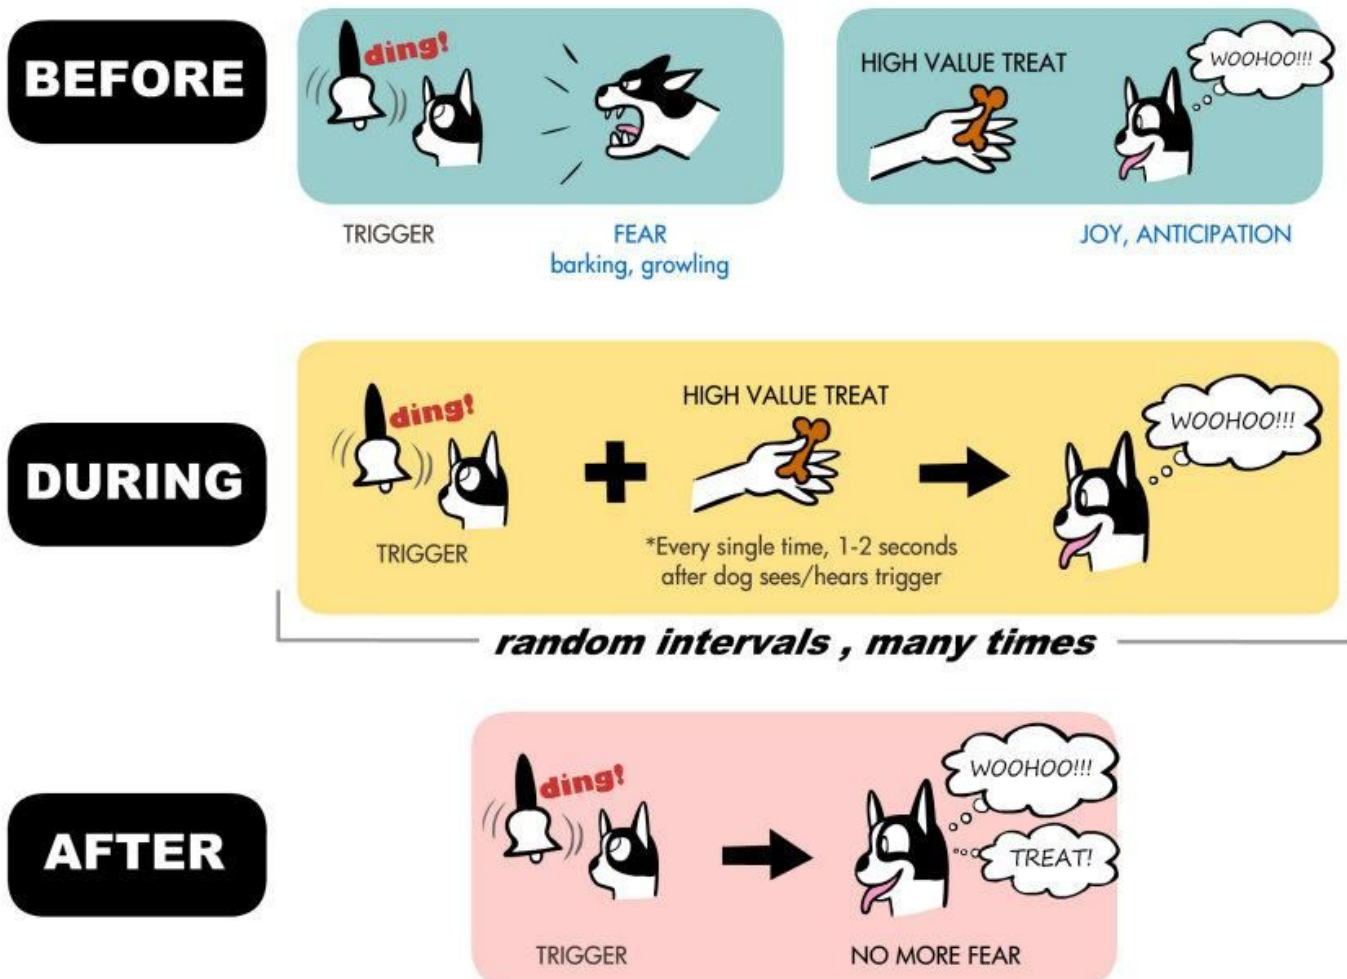 BEFORE
ding!
HIGH VALUE TREAT
WOOHOO!!!
TRIGGER
FEAR
barking, growling
JOY, ANTICIPATION
DURING
ding!
HIGH VALUE TREAT
WOOHOO!!!
TRIGGER
*Every single time, 1-2 seconds
after dog sees/hears trigger
random intervals , many times
AFTER
ding!
WOOHOO!!!
TREAT!
TRIGGER
NO MORE FEAR